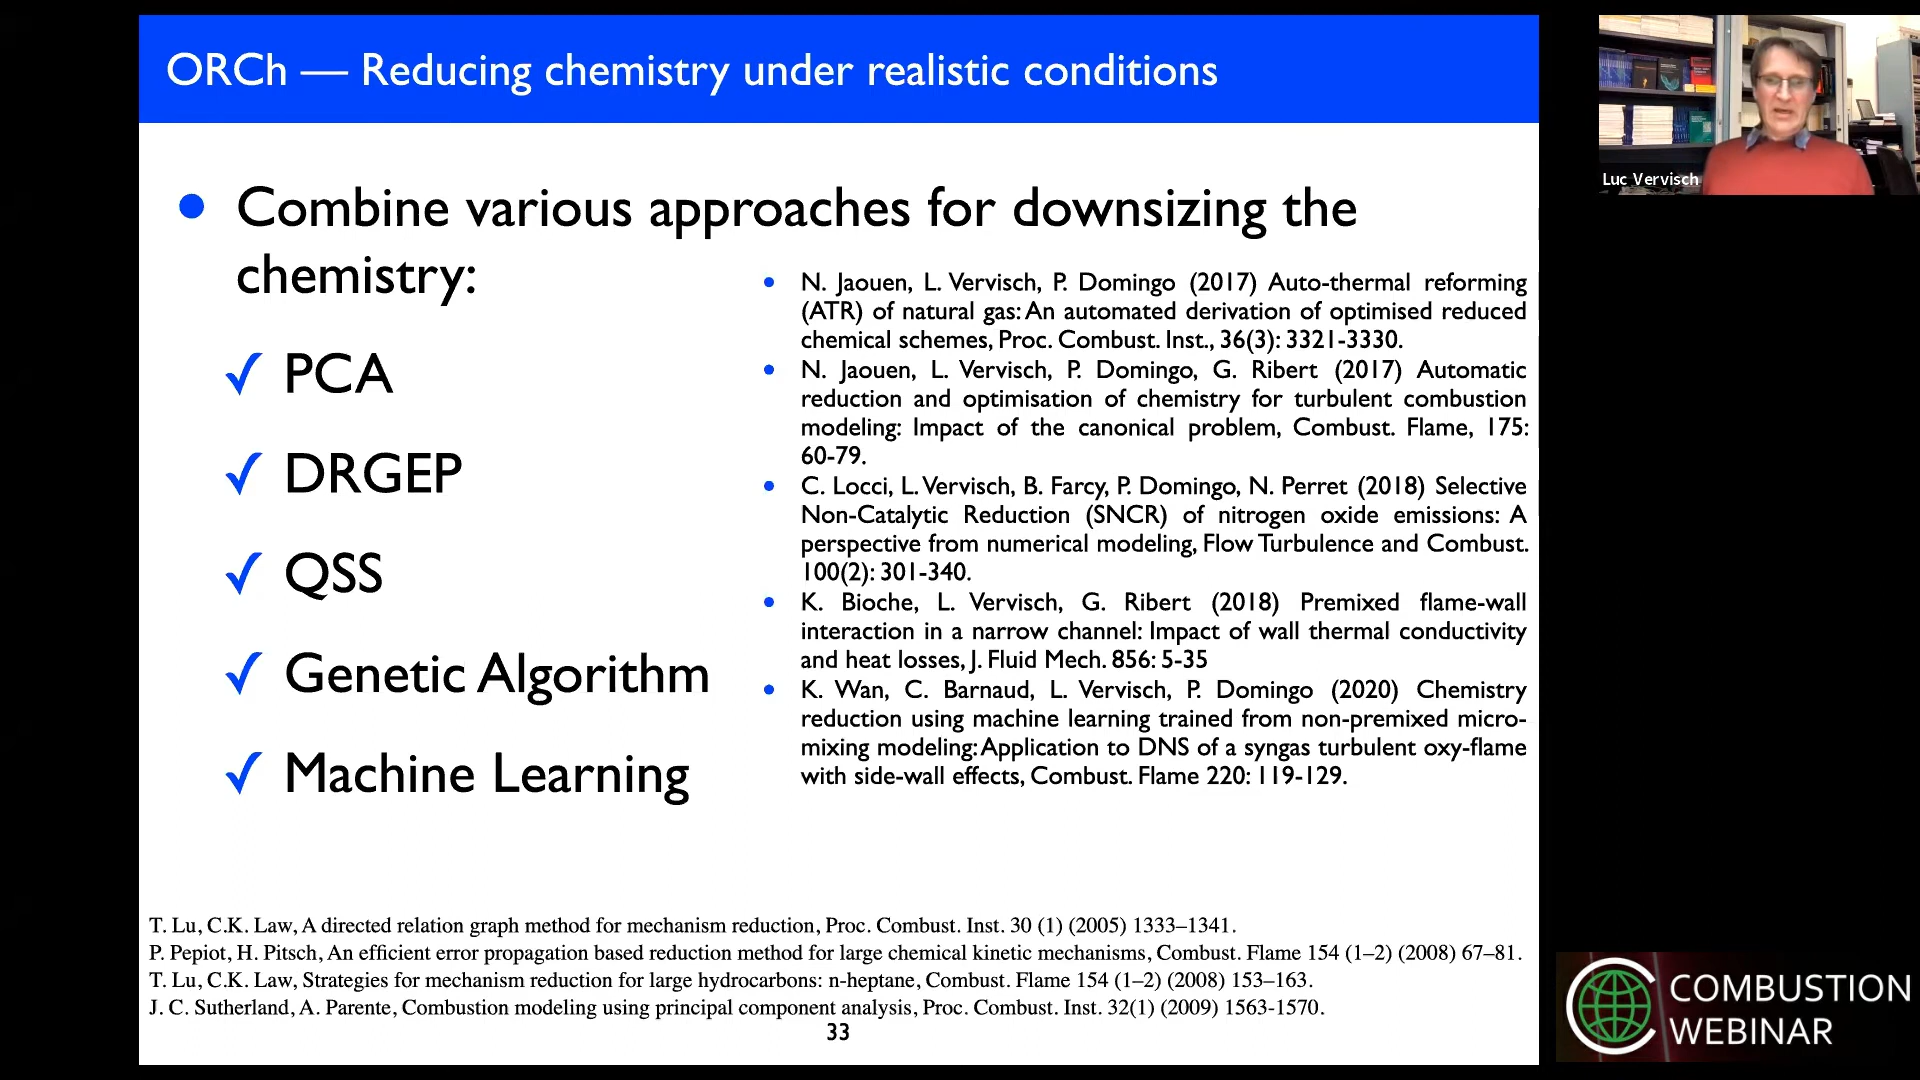 ORCh — Reducing chemistry under realistic conditions
• Combine various approaches for downsizing the
chemistry:
✓ PCA
✓ DRGEP
✓ QSS
✓ Genetic Algorithm
✓ Machine Learning
• N. Jaouen, L. Vervisch, P. Domingo (2017) Auto-thermal reforming
(ATR) of natural gas: An automated derivation of optimised reduced
chemical schemes, Proc. Combust. Inst., 36(3): 3321-3330.
• N. Jaouen, L. Vervisch, P. Domingo, G. Ribert (2017) Automatic
reduction and optimisation of chemistry for turbulent combustion
modeling: Impact of the canonical problem, Combust. Flame, 175:
60-79.
• C. Locci, L. Vervisch, B. Farcy, P. Domingo, N. Perret (2018) Selective
Non-Catalytic Reduction (SNCR) of nitrogen oxide emissions: A
perspective from numerical modeling, Flow Turbulence and Combust.
100(2): 301-340.
• K. Bioche, L. Vervisch, G. Ribert (2018) Premixed flame-wall
interaction in a narrow channel: Impact of wall thermal conductivity
and heat losses, J. Fluid Mech. 856: 5-35
• K. Wan, C. Barnaud, L. Vervisch, P. Domingo (2020) Chemistry
reduction using machine learning trained from non-premixed micro-
mixing modeling: Application to DNS of a syngas turbulent oxy-flame
with side-wall effects, Combust. Flame 220: 119-129.
T. Lu, C.K. Law, A directed relation graph method for mechanism reduction, Proc. Combust. Inst. 30 (1) (2005) 1333–1341.
P. Pepiot, H. Pitsch, An efficient error propagation based reduction method for large chemical kinetic mechanisms, Combust. Flame 154 (1–2) (2008) 67–81.
T. Lu, C.K. Law, Strategies for mechanism reduction for large hydrocarbons: n-heptane, Combust. Flame 154 (1–2) (2008) 153–163.
J. C. Sutherland, A. Parente, Combustion modeling using principal component analysis, Proc. Combust. Inst. 32(1) (2009) 1563-1570.
33
Luc Vervisch
COMBUSTION
WEBINAR